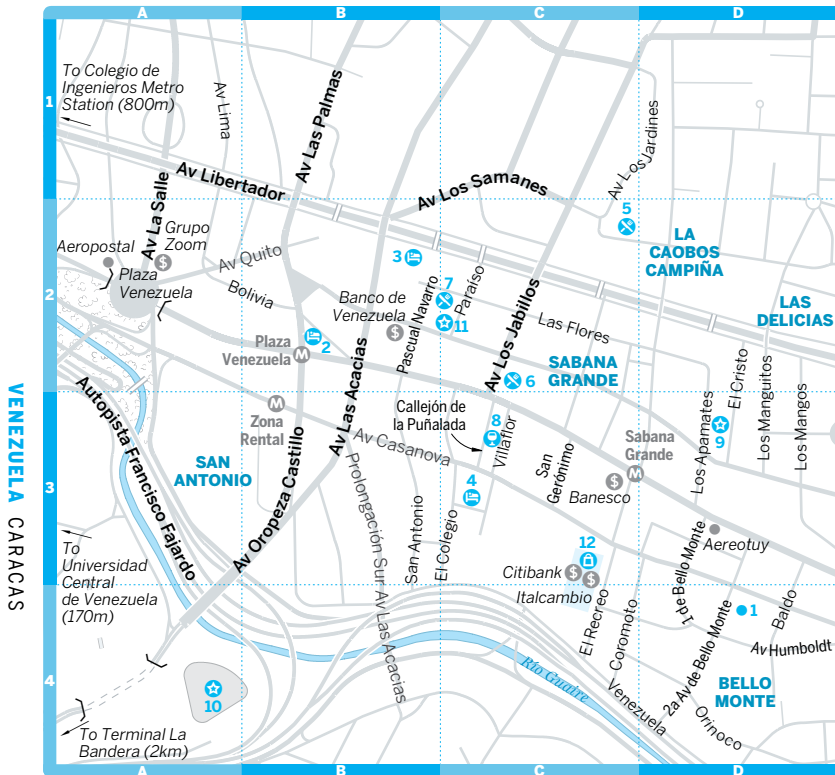 A B C D
1
To Colegio de
Ingenieros Metro
Station (800m)
Av Lima
Av Las Palmas
Av Libertador
Av Los Samanes
Av Los Jardines
Av La Salle
Grupo
Zoom
$
Aeropostal
Plaza
Venezuela
Av Quito
Bolivia
3
5
LA
CAOBOS
CAMPIÑA
2
7
Paraíso
Banco de
Venezuela
$
Pascual Navarro
11
Av Los Jabillos
Las Flores
LAS
DELICIAS
Plaza
Venezuela
M
2
SABANA
GRANDE
6
El Cristo
Los Manguitos
Los Mangos
VENEZUELA CARACAS
Autopista Francisco Fajardo
M
Zona
Rental
Av Las Acacias
Callejón de
la Puñalada
8
Villaflor
Av Casanova
San
Gerónimo
Sabana
Grande
M
Los Apamates
9
3
SAN
ANTONIO
Av Oropeza Castillo
Prolongación Sur Av Las Acacias
San Antonio
El Colegio
4
$
Banesco
Aereotuy
12
Citibank
$
$
Italcambio
1 de Bello Monte
To
Universidad
Central
de Venezuela
(170m)
El Recreo
Coromoto
1
Baldo
2a Av de Bello Monte
Av Humboldt
4
Río Guaire
Venezuela
BELLO
MONTE
Orinoco
10
To Terminal La
Bandera (2km)
A B C D